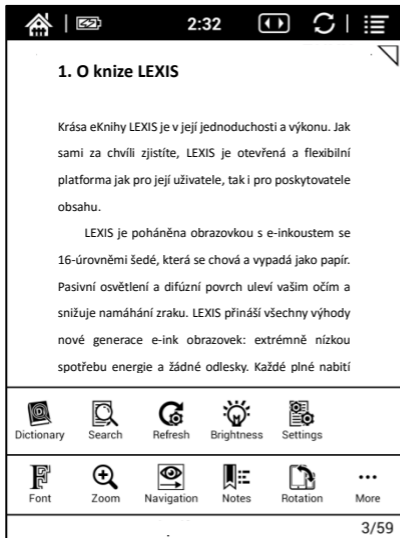 2:32
1. O knize LEXIS
Krása eKnihy LEXIS je v její jednoduchosti a výkonu. Jak
sami za chvíli zjistíte, LEXIS je otevřená a flexibilní
platforma jak pro její uživatele, tak i pro poskytovatele
obsahu.
LEXIS je poháněna obrazovkou s e-inkoustem se
16-úrovněmi šedé, která se chová a vypadá jako papír.
Pasivní osvětlení a difúzní povrch uleví vašim očím a
snižuje namáhání zraku. LEXIS přináší všechny výhody
nové generace e-ink obrazovek: extrémně nízkou
spotřebu energie a žádné odlesky. Každé plné nabití
Dictionary Search Refresh Brightness Settings
Font Zoom Navigation Notes Rotation More
3/59